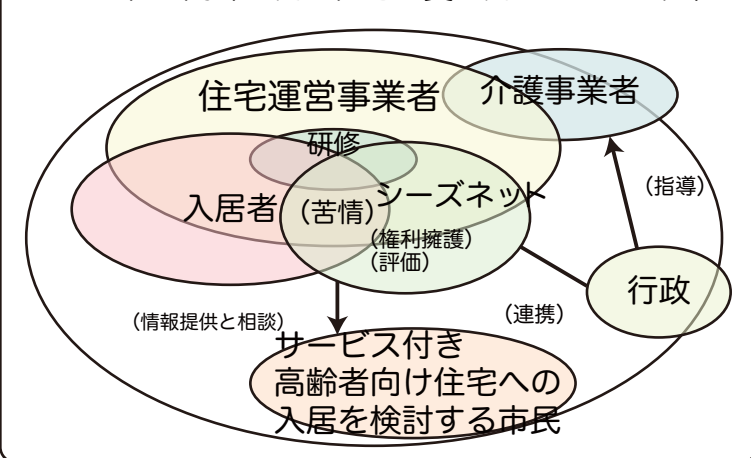 住宅運営事業者
介護事業者
研修
入居者
(苦情)
シーズネット
(権利擁護)
(評価)
(指導)
行政
(連携)
(情報提供と相談)
サービス付き
高齢者向け住宅への
入居を検討する市民